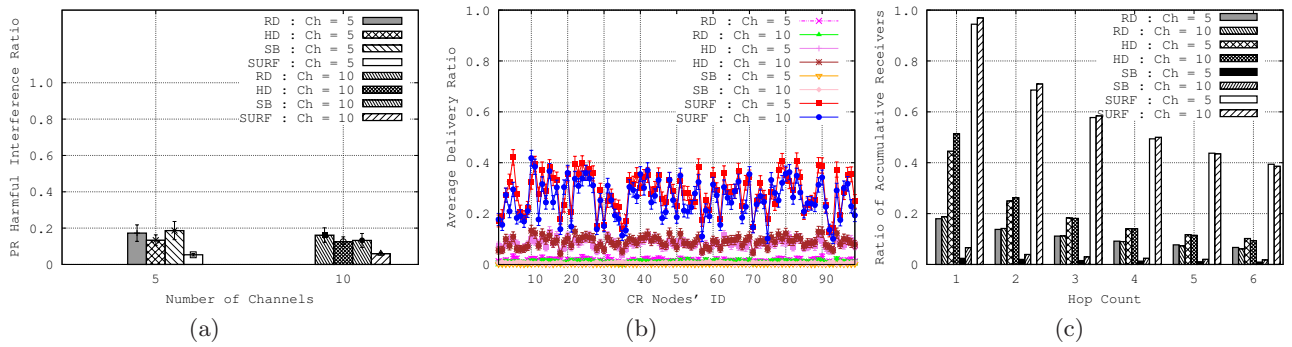 PR Harmful Interference Ratio
1.0
0.8
0.6
0.4
0.2
0
RD : Ch = 5
HD : Ch = 5
SB : Ch = 5
SURF : Ch = 5
RD : Ch = 10
HD : Ch = 10
SB : Ch = 10
SURF : Ch = 10
5
10
Number of Channels
(a)
Average Delivery Ratio
1.0
0.8
0.6
0.4
0.2
0
RD : Ch = 5
RD : Ch = 10
HD : Ch = 5
HD : Ch = 10
SB : Ch = 5
SB : Ch = 10
SURF : Ch = 5
SURF : Ch = 10
10 20 30 40 50 60 70 80 90
CR Nodes' ID
(b)
Ratio of Accumulative Receivers
1.0
0.8
0.6
0.4
0.2
0
RD : Ch = 5
RD : Ch = 10
HD : Ch = 5
HD : Ch = 10
SB : Ch = 5
SB : Ch = 10
SURF : Ch = 5
SURF : Ch = 10
1 2 3 4 5 6
Hop Count
(c)